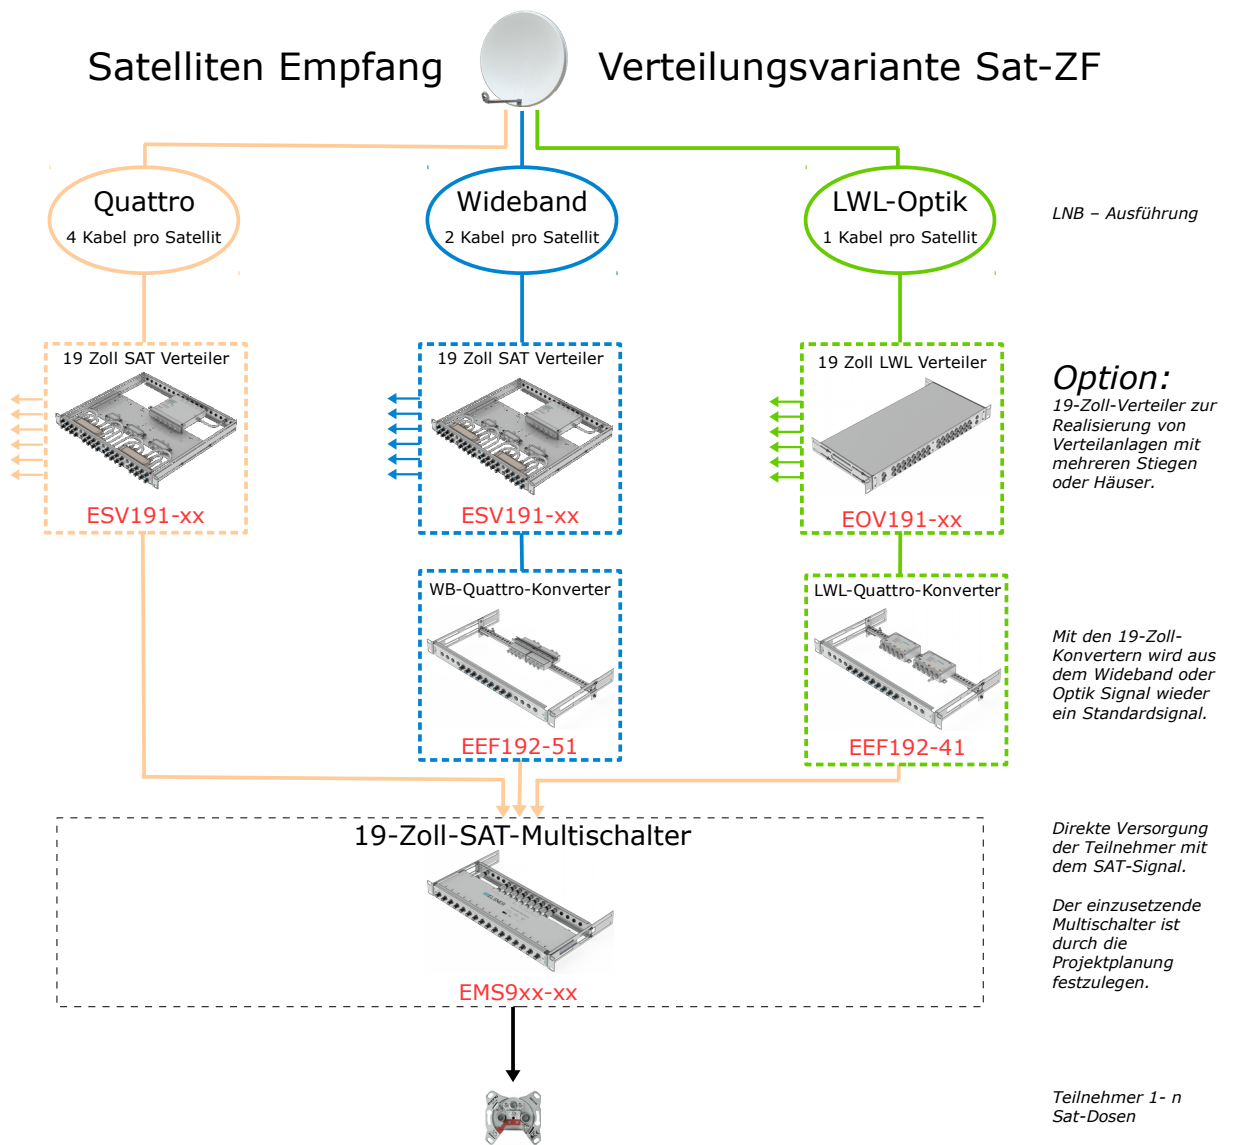 Satelliten Empfang
Verteilungsvariante Sat-ZF
Quattro
4 Kabel pro Satellit
Wideband
2 Kabel pro Satellit
LWL-Optik
1 Kabel pro Satellit
LNB – Ausführung
19 Zoll SAT Verteiler
ESV191-xx
19 Zoll SAT Verteiler
ESV191-xx
19 Zoll LWL Verteiler
EOV191-xx
Option:
19-Zoll-Verteiler zur
Realisierung von
Verteilanlagen mit
mehreren Stiegen
oder Häuser.
WB-Quattro-Konverter
EEF192-51
LWL-Quattro-Konverter
EEF192-41
Mit den 19-Zoll-
Konvertern wird aus
dem Wideband oder
Optik Signal wieder
ein Standardsignal.
19-Zoll-SAT-Multischalter
EMS9xx-xx
Direkte Versorgung
der Teilnehmer mit
dem SAT-Signal.
Der einzusetzende
Multischalter ist
durch die
Projektplanung
festzulegen.
Teilnehmer 1- n
Sat-Dosen